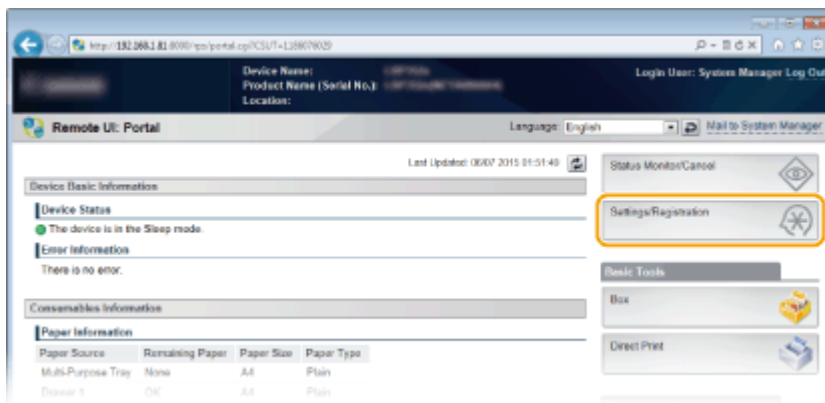 http://192.168.1.81:8000/rps/portal.cgi?CSUT=1188076029
Device Name:
Product Name (Serial No.):
Location:
Login User: System Manager Log Out
Remote UI: Portal
Language: English
Mail to System Manager
Last Updated: 06/07 2015 01:51:49
Device Basic Information
Device Status
The device is in the Sleep mode.
Error Information
There is no error.
Consumables Information
Paper Information
Paper Source Remaining Paper Paper Size Paper Type
Multi-Purpose Tray None A4 Plain
Drawer 1 OK A4 Plain
Status Monitor/Cancel
Settings/Registration
Basic Tools
Box
Direct Print